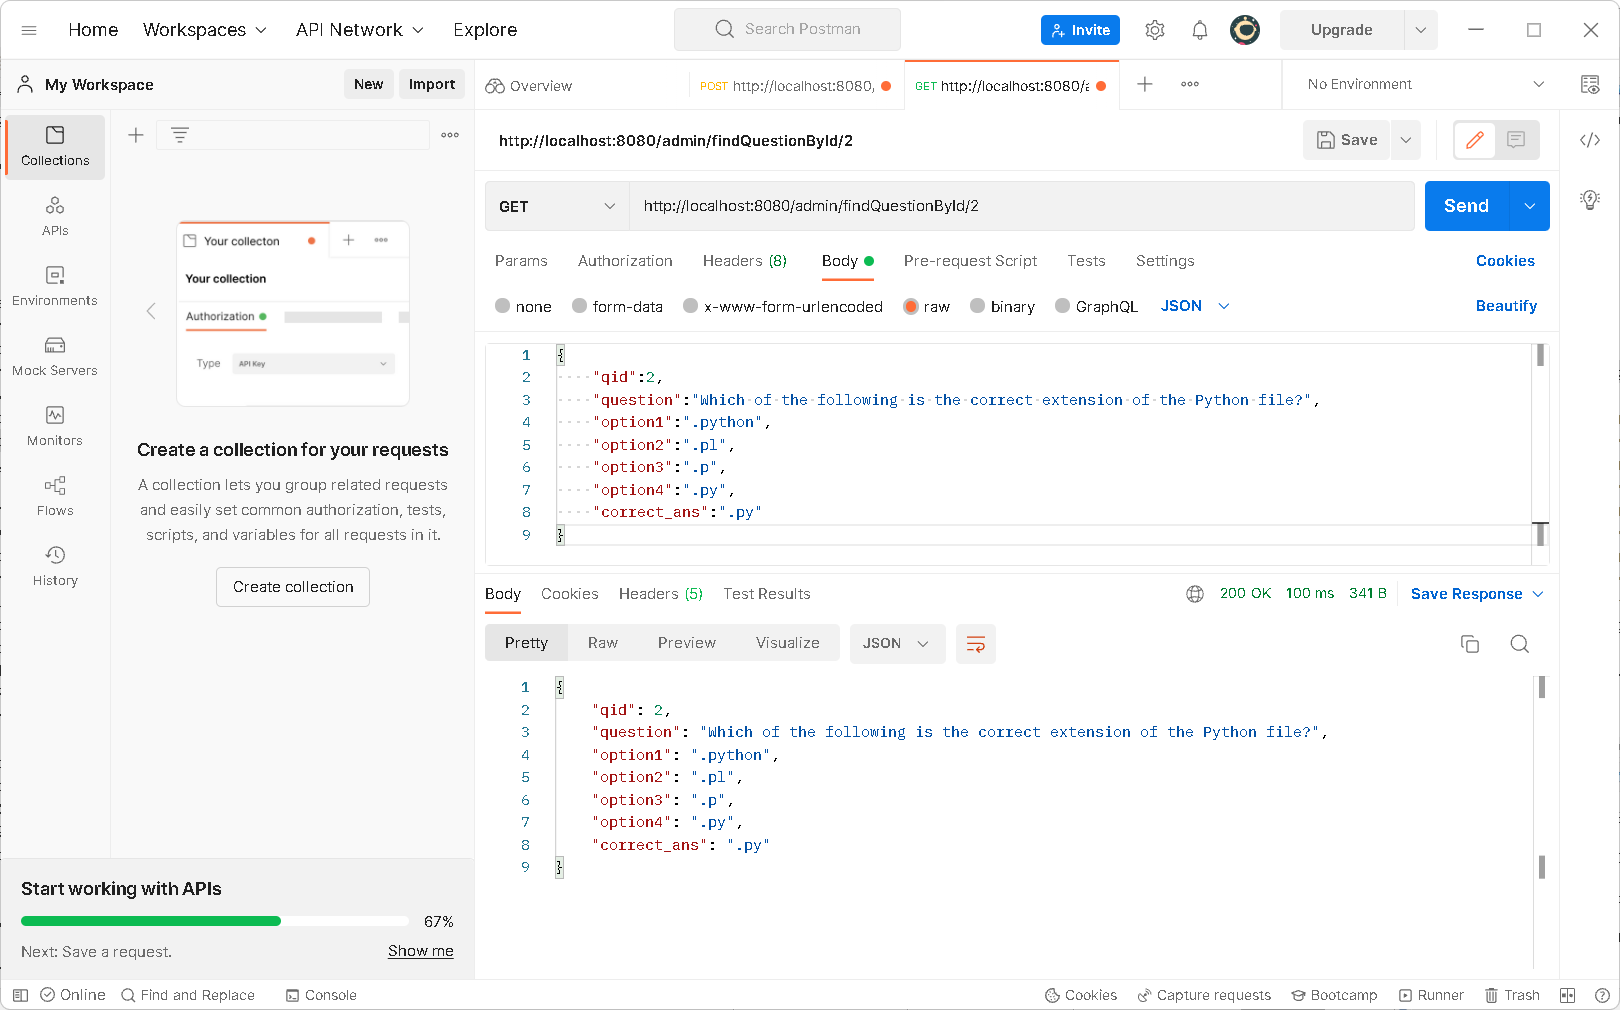 Home Workspaces API Network Explore Search Postman Invite Upgrade
My Workspace New Import Overview POST http://localhost:8080, GET http://localhost:8080/a No Environment
Collections
APIs
Environments
Mock Servers
Monitors
Flows
History
Your collecton
Your collection
Authorization
Type API Key
Create a collection for your requests
A collection lets you group related requests
and easily set common authorization, tests,
scripts, and variables for all requests in it.
Create collection
Start working with APIs
67%
Next: Save a request. Show me
http://localhost:8080/admin/findQuestionById/2 Save
GET http://localhost:8080/admin/findQuestionById/2 Send
Params Authorization Headers (8) Body Pre-request Script Tests Settings Cookies
none form-data x-www-form-urlencoded raw binary GraphQL JSON Beautify
1 {
2 "qid":2,
3 "question":"Which of the following is the correct extension of the Python file?",
4 "option1":".python",
5 "option2":".pl",
6 "option3":".p",
7 "option4":".py",
8 "correct_ans":".py"
9 }
Body Cookies Headers (5) Test Results 200 OK 100 ms 341 B Save Response
Pretty Raw Preview Visualize JSON
1 {
2 "qid": 2,
3 "question": "Which of the following is the correct extension of the Python file?",
4 "option1": ".python",
5 "option2": ".pl",
6 "option3": ".p",
7 "option4": ".py",
8 "correct_ans": ".py"
9 }
Online Find and Replace Console Cookies Capture requests Bootcamp Runner Trash